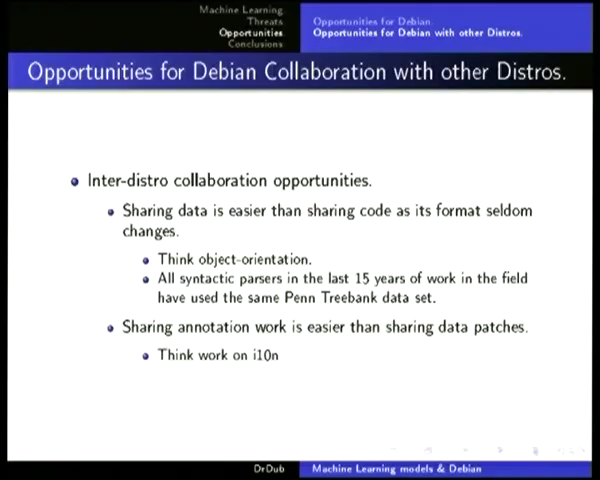 Machine Learning
Threats
Opportunities
Conclusions
Opportunities for Debian
Opportunities for Debian with other Distros.
Opportunities for Debian Collaboration with other Distros.
Inter-distro collaboration opportunities.
Sharing data is easier than sharing code as its format seldom
changes.
Think object-orientation.
All syntactic parsers in the last 15 years of work in the field
have used the same Penn Treebank data set.
Sharing annotation work is easier than sharing data patches.
Think work on i10n
DrDub
Machine Learning models & Debian